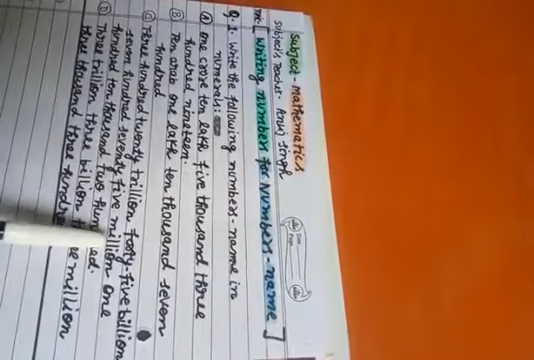 Subject - Mathematics
Subject's Teacher - Anuj Singh
[Writing number for Numbers - name]
Q.1. Write the following numbers - name in
numerals:
(A) One crore ten lakh five thousand three
hundred nineteen.
(B) Ten arab one lakh ten thousand seven
hundred
(C) Three hundred twenty trillion forty-five billion
seven hundred seventy five million one
hundred ten thousand two hundred.
(D) Three trillion three billion three million
three thousand three hundred